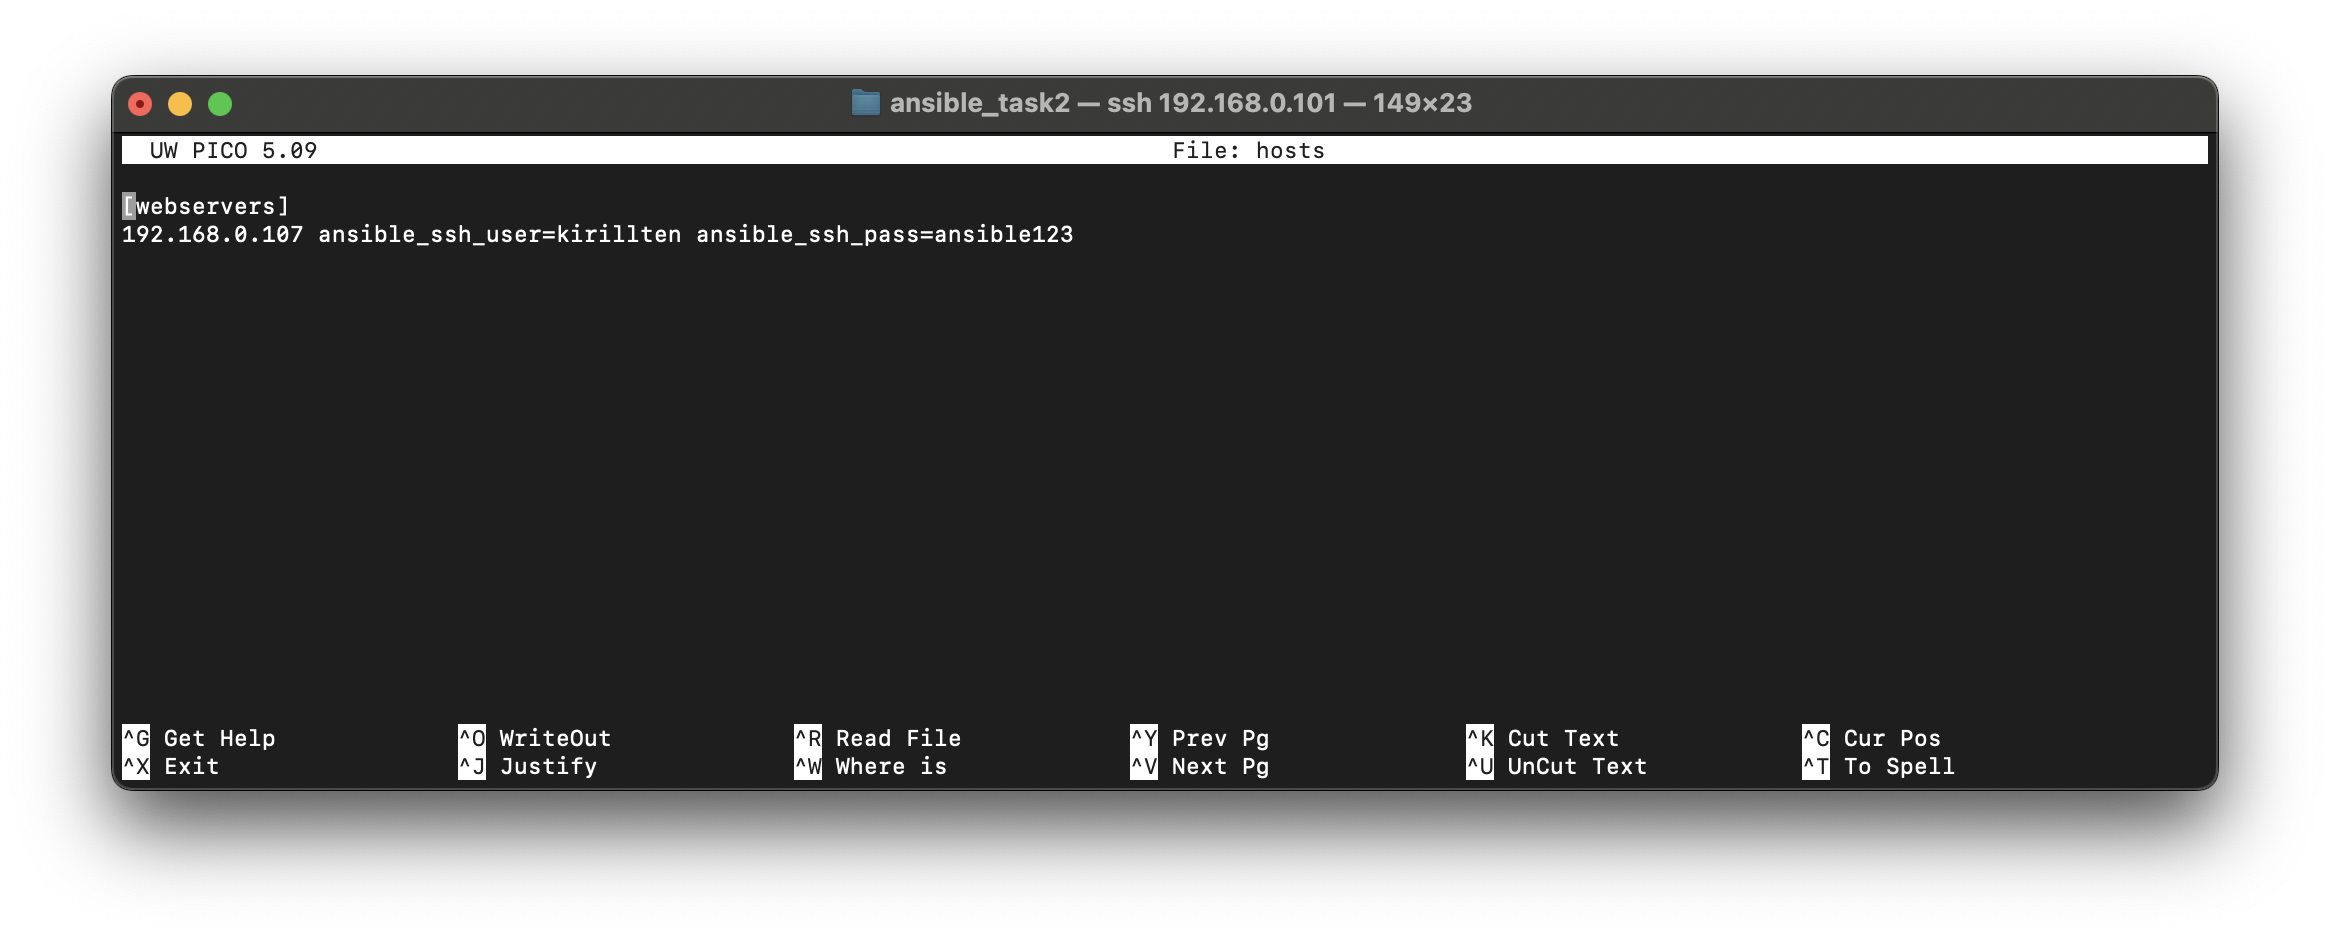 ansible_task2 — ssh 192.168.0.101 — 149×23
UW PICO 5.09 File: hosts
[webservers]
192.168.0.107 ansible_ssh_user=kirillten ansible_ssh_pass=ansible123
^G Get Help ^O WriteOut ^R Read File ^Y Prev Pg ^K Cut Text ^C Cur Pos
^X Exit ^J Justify ^W Where is ^V Next Pg ^U UnCut Text ^T To Spell